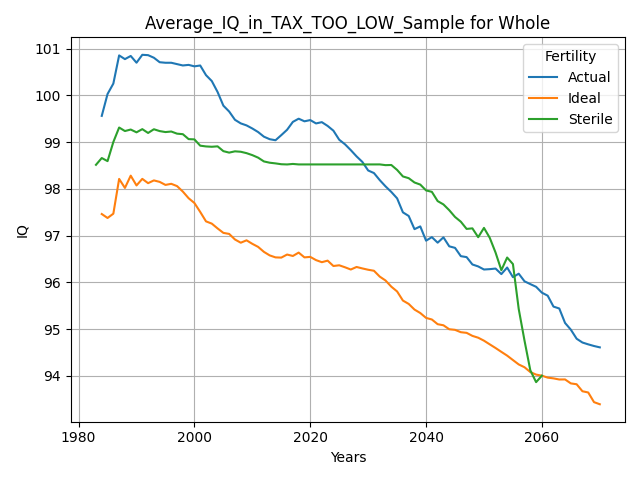 Average_IQ_in_TAX_TOO_LOW_Sample for Whole
Fertility
Actual
Ideal
Sterile
IQ
101
100
99
98
97
96
95
94
1980
2000
2020
2040
2060
Years